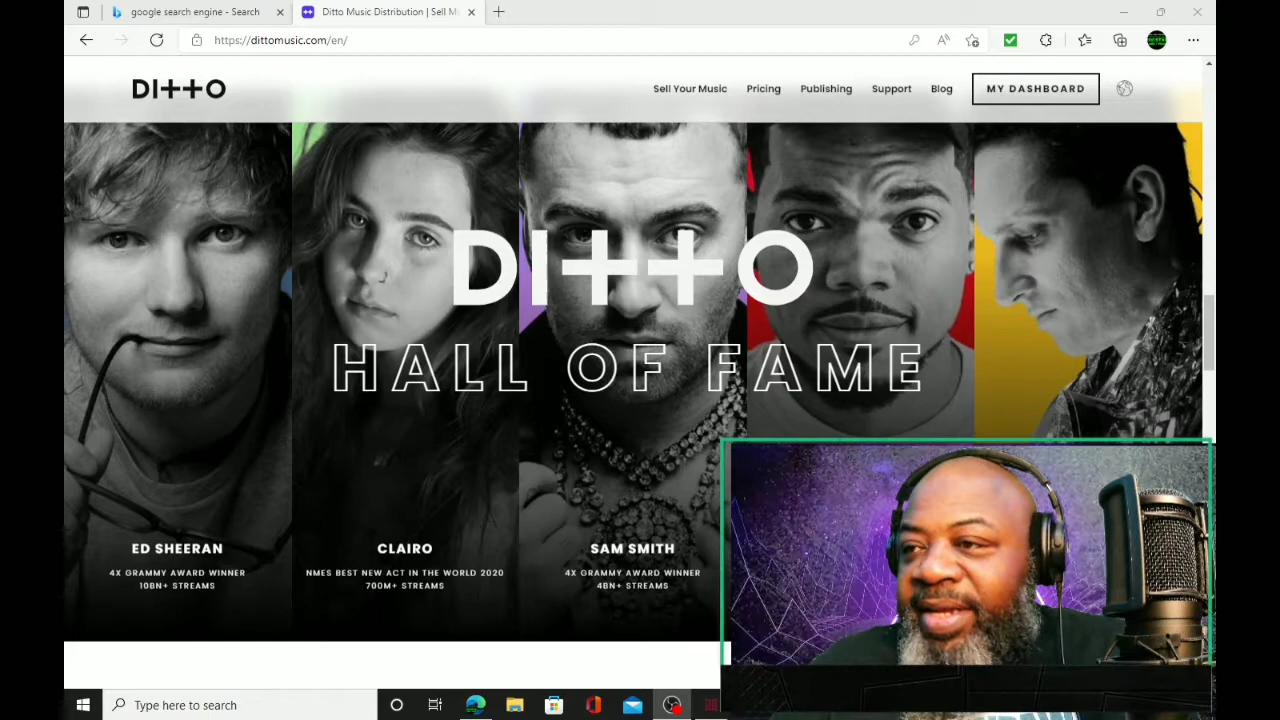 google search engine - Search
Ditto Music Distribution | Sell M
https://dittomusic.com/en/
DITTO
Sell Your Music
Pricing
Publishing
Support
Blog
MY DASHBOARD
DITTO
HALL OF FAME
ED SHEERAN
4X GRAMMY AWARD WINNER
10BN+ STREAMS
CLAIRO
NMES BEST NEW ACT IN THE WORLD 2020
700M+ STREAMS
SAM SMITH
4X GRAMMY AWARD WINNER
4BN+ STREAMS
Type here to search